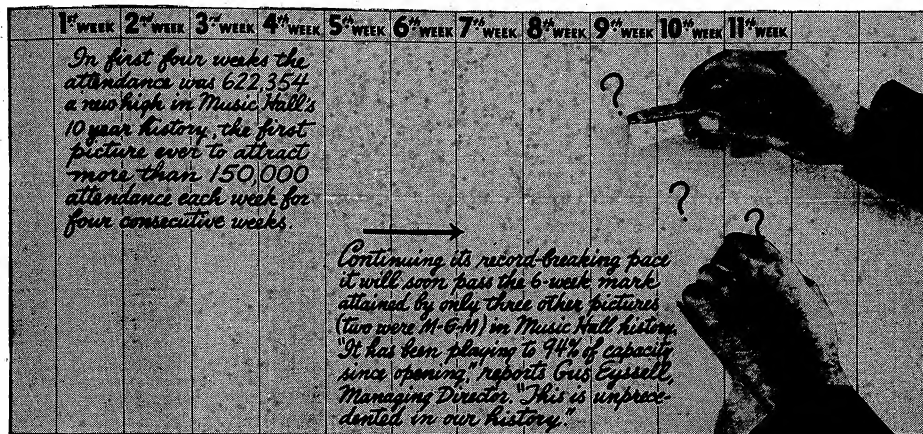 1st WEEK 2nd WEEK 3rd WEEK 4th WEEK 5th WEEK 6th WEEK 7th WEEK 8th WEEK 9th WEEK 10th WEEK 11th WEEK
In first four weeks the
attendance was 622,354
a new high in Music Hall's
10 year history, the first
picture ever to attract
more than 150,000
attendance each week for
four consecutive weeks.
?
?
?
Continuing its record-breaking pace
it will soon pass the 6-week mark
attained by only three other pictures
(two were M-G-M) in Music Hall history.
"It has been playing to 94% of capacity
since opening," reports Gus Eyssell,
Managing Director. "This is unprece-
dented in our history."